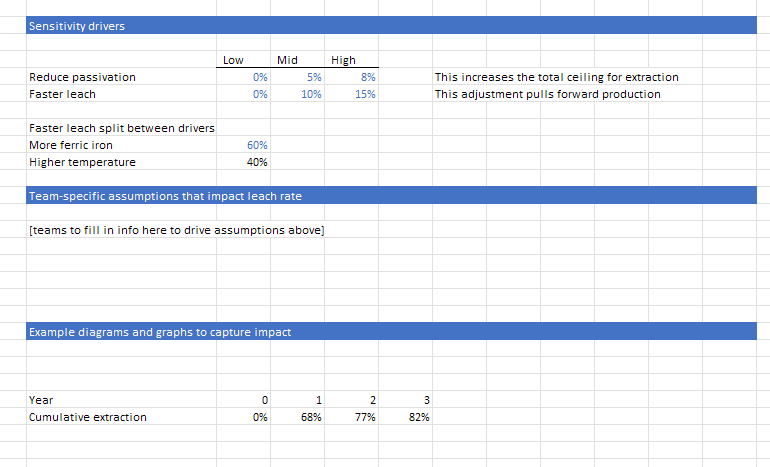 Sensitivity drivers
Low Mid High
Reduce passivation 0% 5% 8% This increases the total ceiling for extraction
Faster leach 0% 10% 15% This adjustment pulls forward production
Faster leach split between drivers
More ferric iron 60%
Higher temperature 40%
Team-specific assumptions that impact leach rate
[teams to fill in info here to drive assumptions above]
Example diagrams and graphs to capture impact
Year 0 1 2 3
Cumulative extraction 0% 68% 77% 82%